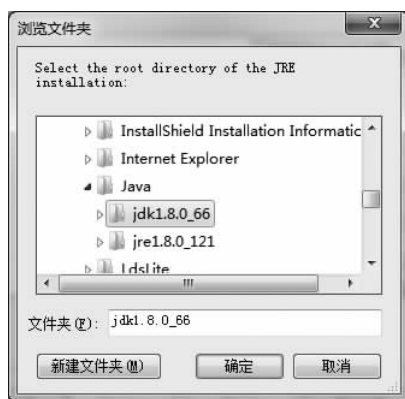 浏览文件夹
Select the root directory of the JRE
installation:
InstallShield Installation Informatic
Internet Explorer
Java
jdk1.8.0_66
jre1.8.0_121
LdsLite
文件夹(F): jdk1.8.0_66
新建文件夹(M) 确定 取消